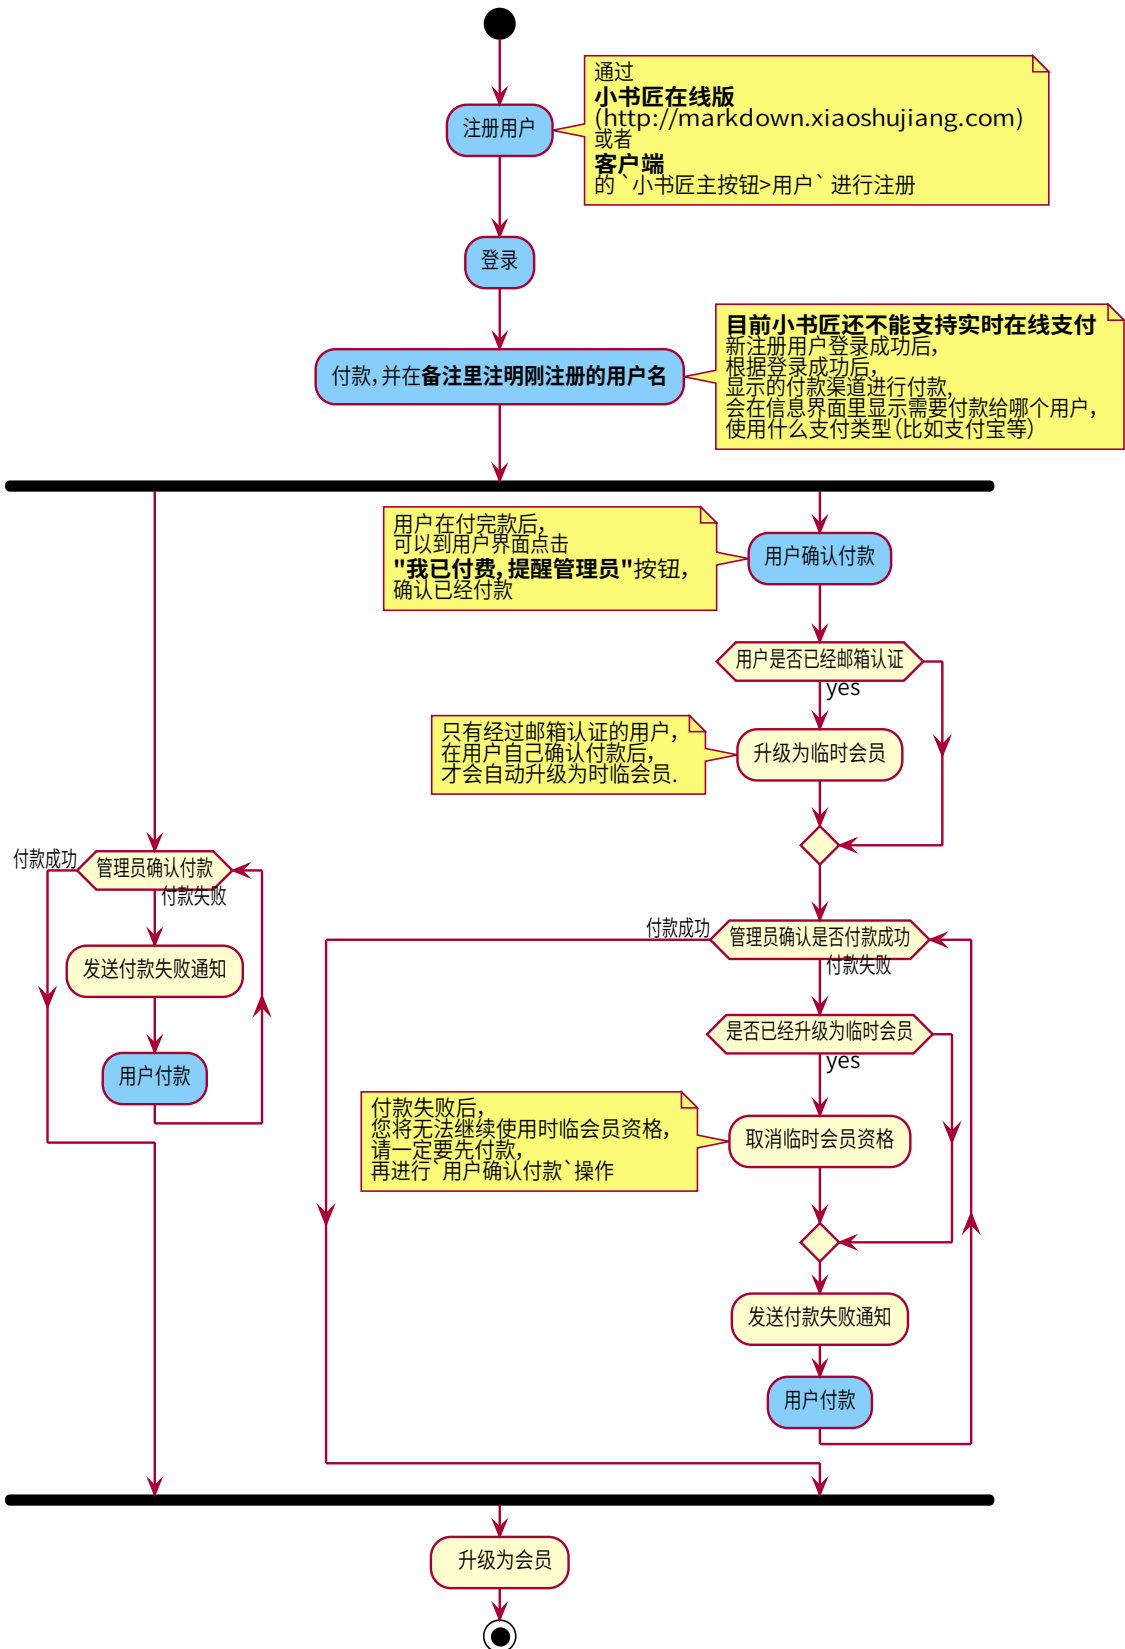 注册用户
通过
小书匠在线版
(http://markdown.xiaoshujiang.com)
或者
客户端
的 `小书匠主按钮>用户` 进行注册
登录
付款,并在备注里注明刚注册的用户名
目前小书匠还不能支持实时在线支付
新注册用户登录成功后,
根据登录成功后,
显示的付款渠道进行付款,
会在信息界面里显示需要付款给哪个用户,
使用什么支付类型(比如支付宝等)
用户在付完款后,
可以到用户界面点击
"我已付费,提醒管理员"按钮,
确认已经付款
用户确认付款
用户是否已经邮箱认证
yes
只有经过邮箱认证的用户,
在用户自己确认付款后,
才会自动升级为时临会员.
升级为临时会员
付款成功
管理员确认付款
付款失败
发送付款失败通知
用户付款
付款成功
管理员确认是否付款成功
付款失败
是否已经升级为临时会员
yes
付款失败后,
您将无法继续使用时临会员资格,
请一定要先付款,
再进行`用户确认付款`操作
取消临时会员资格
发送付款失败通知
用户付款
升级为会员